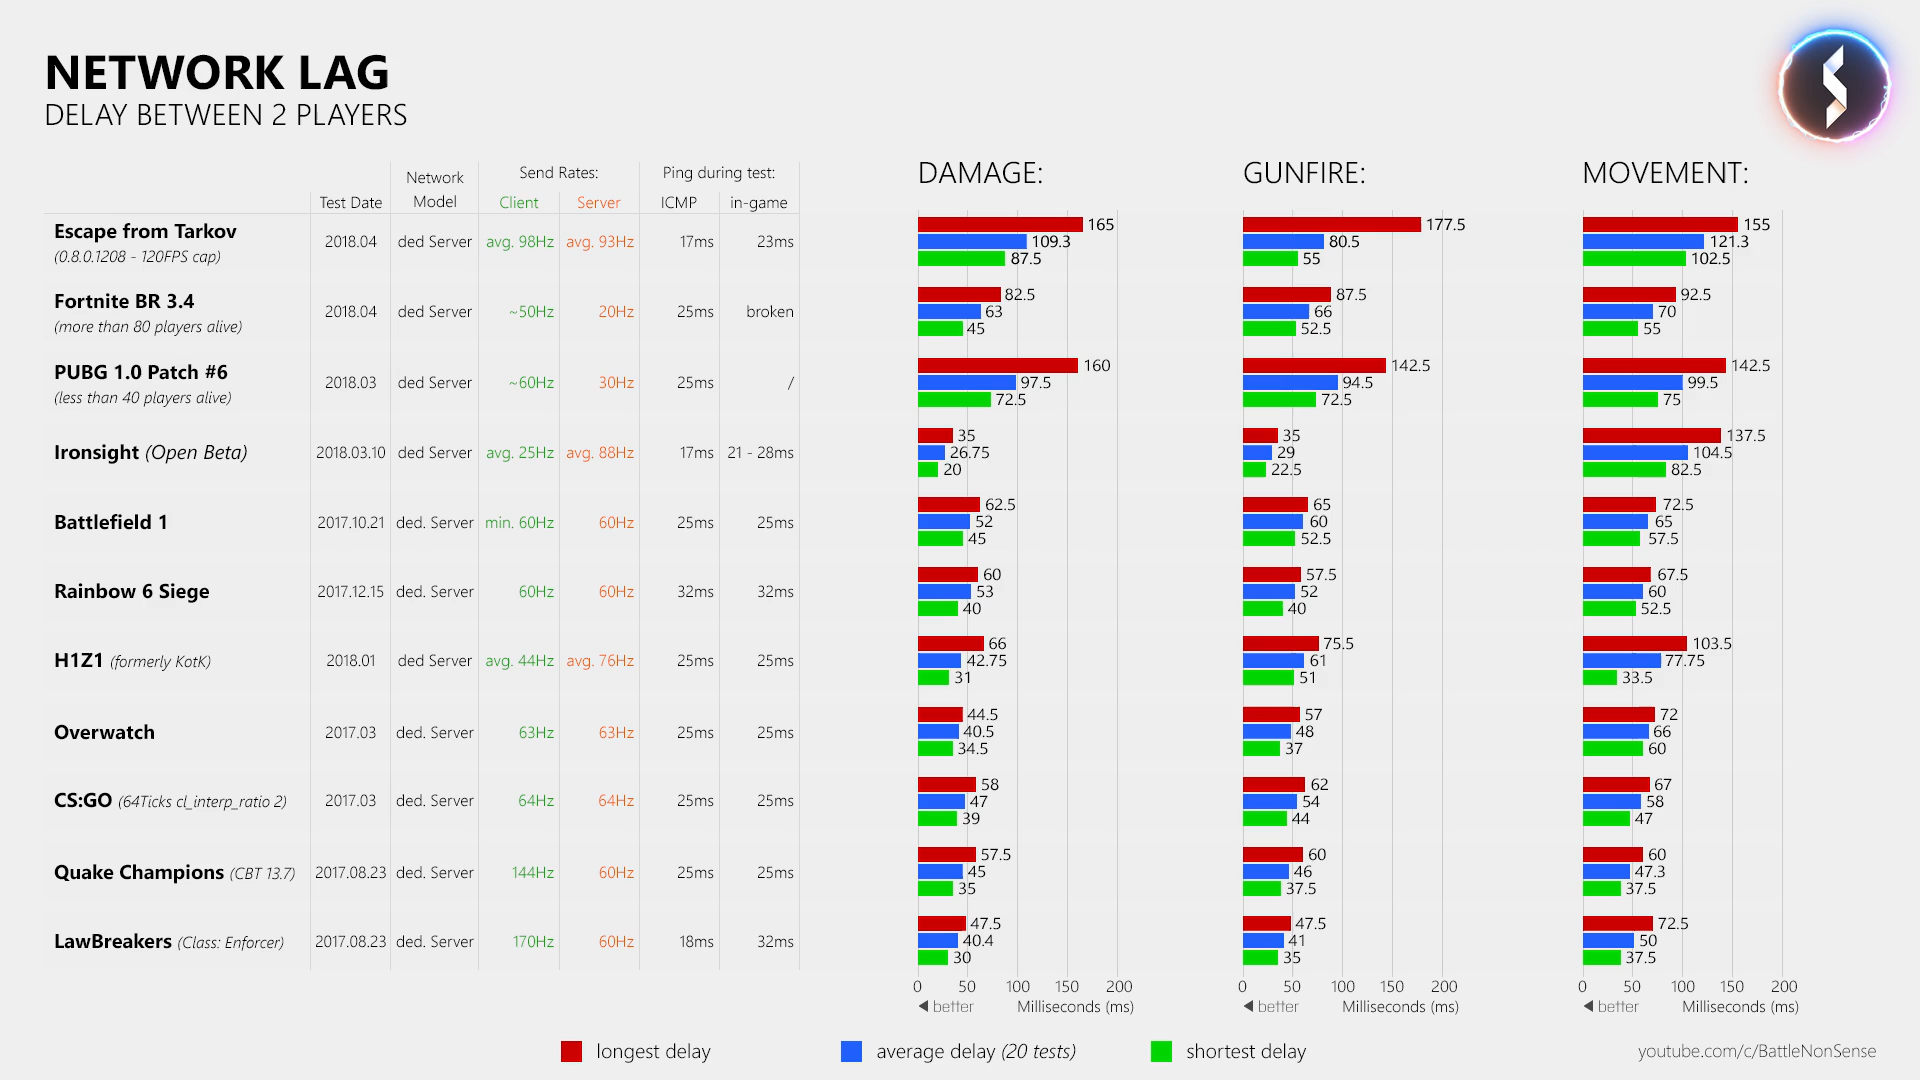 NETWORK LAG
DELAY BETWEEN 2 PLAYERS
Test Date
Network Model
Send Rates:
Client
Server
Ping during test:
ICMP
in-game
DAMAGE:
GUNFIRE:
MOVEMENT:
Escape from Tarkov
(0.8.0.1208 - 120FPS cap)
2018.04 ded Server avg. 98Hz avg. 93Hz 17ms 23ms
165 177.5 155
109.3 80.5 121.3
87.5 55 102.5
Fortnite BR 3.4
(more than 80 players alive)
2018.04 ded Server ~50Hz 20Hz 25ms broken
82.5 87.5 92.5
63 66 70
45 52.5 55
PUBG 1.0 Patch #6
(less than 40 players alive)
2018.03 ded Server ~60Hz 30Hz 25ms /
160 142.5 142.5
97.5 94.5 99.5
72.5 72.5 75
Ironsight (Open Beta) 2018.03.10 ded Server avg. 25Hz avg. 88Hz 17ms 21 - 28ms
35 35 137.5
26.75 29 104.5
20 22.5 82.5
Battlefield 1 2017.10.21 ded. Server min. 60Hz 60Hz 25ms 25ms
62.5 65 72.5
52 60 65
45 52.5 57.5
Rainbow 6 Siege 2017.12.15 ded. Server 60Hz 60Hz 32ms 32ms
60 57.5 67.5
53 52 60
40 40 52.5
H1Z1 (formerly KotK) 2018.01 ded Server avg. 44Hz avg. 76Hz 25ms 25ms
66 75.5 103.5
42.75 61 77.75
31 51 33.5
Overwatch 2017.03 ded. Server 63Hz 63Hz 25ms 25ms
44.5 57 72
40.5 48 66
34.5 37 60
CS:GO (64Ticks cl_interp_ratio 2) 2017.03 ded. Server 64Hz 64Hz 25ms 25ms
58 62 67
47 54 58
39 44 47
Quake Champions (CBT 13.7) 2017.08.23 ded. Server 144Hz 60Hz 25ms 25ms
57.5 60 60
45 46 47.3
35 37.5 37.5
LawBreakers (Class: Enforcer) 2017.08.23 ded. Server 170Hz 60Hz 18ms 32ms
47.5 47.5 72.5
40.4 41 50
30 35 37.5
0 50 100 150 200 0 50 100 150 200 0 50 100 150 200
◄ better Milliseconds (ms) ◄ better Milliseconds (ms) ◄ better Milliseconds (ms)
longest delay average delay (20 tests) shortest delay
youtube.com/c/BattleNonSense